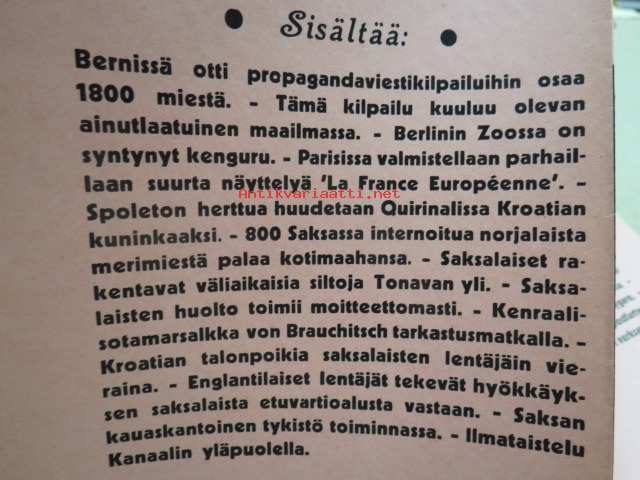 • Sisältää: •
Bernissä otti propagandaviestikilpailuihin osaa
1800 miestä. - Tämä kilpailu kuuluu olevan
ainutlaatuinen maailmassa. - Berlinin Zoossa on
syntynyt kenguru. - Parisissa valmistellaan parhail-
laan suurta näyttelyä 'La France Européenne'. -
Antikvariaatti.net
Spoleton herttua huudetaan Quirinalissa Kroatian
kuninkaaksi. - 800 Saksassa internoitua norjalaista
merimiestä palaa kotimaahansa. - Saksalaiset ra-
kentavat väliaikaisia siltoja Tonavan yli. - Saksa-
laisten huolto toimii moitteettomasti. - Kenraali-
sotamarsalkka von Brauchitsch tarkastusmatkalla. -
Kroatian talonpoikia saksalaisten lentäjäin vie-
raina. - Englantilaiset lentäjät tekevät hyökkäyk-
sen saksalaista etuvartioalusta vastaan. - Saksan
kauaskantoinen tykistö toiminnassa. - Ilmataistelu
Kanaalin yläpuolella.